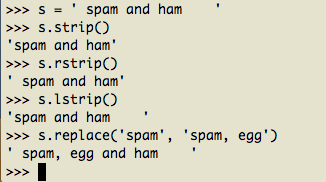 >>> s = ' spam and ham    '
>>> s.strip()
'spam and ham'
>>> s.rstrip()
' spam and ham'
>>> s.lstrip()
'spam and ham    '
>>> s.replace('spam', 'spam, egg')
' spam, egg and ham    '
>>>